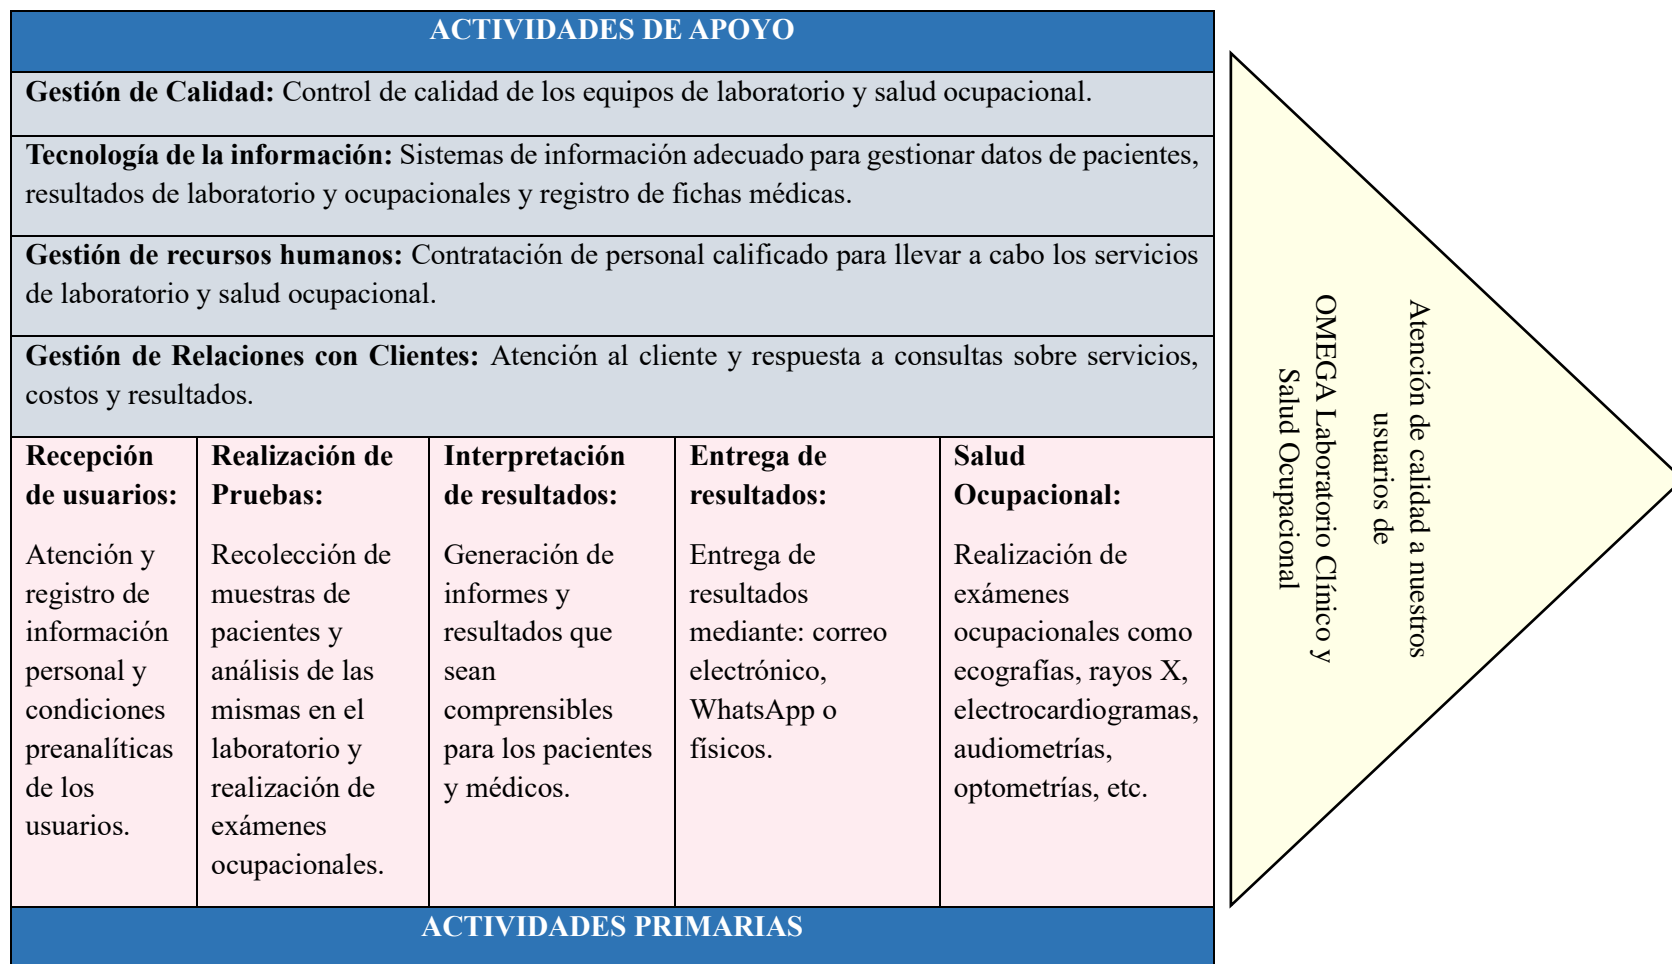 ACTIVIDADES DE APOYO
Gestión de Calidad: Control de calidad de los equipos de laboratorio y salud ocupacional.
Tecnología de la información: Sistemas de información adecuado para gestionar datos de pacientes,
resultados de laboratorio y ocupacionales y registro de fichas médicas.
Gestión de recursos humanos: Contratación de personal calificado para llevar a cabo los servicios
de laboratorio y salud ocupacional.
Gestión de Relaciones con Clientes: Atención al cliente y respuesta a consultas sobre servicios,
costos y resultados.
Recepción
de usuarios:
Atención y
registro de
información
personal y
condiciones
preanalíticas
de los
usuarios.
Realización de
Pruebas:
Recolección de
muestras de
pacientes y
análisis de las
mismas en el
laboratorio y
realización de
exámenes
ocupacionales.
Interpretación
de resultados:
Generación de
informes y
resultados que
sean
comprensibles
para los pacientes
y médicos.
Entrega de
resultados:
Entrega de
resultados
mediante: correo
electrónico,
WhatsApp o
físicos.
Salud
Ocupacional:
Realización de
exámenes
ocupacionales como
ecografías, rayos X,
electrocardiogramas,
audiometrías,
optometrías, etc.
ACTIVIDADES PRIMARIAS
Atención de calidad a nuestros
usuarios de
OMEGA Laboratorio Clínico y
Salud Ocupacional